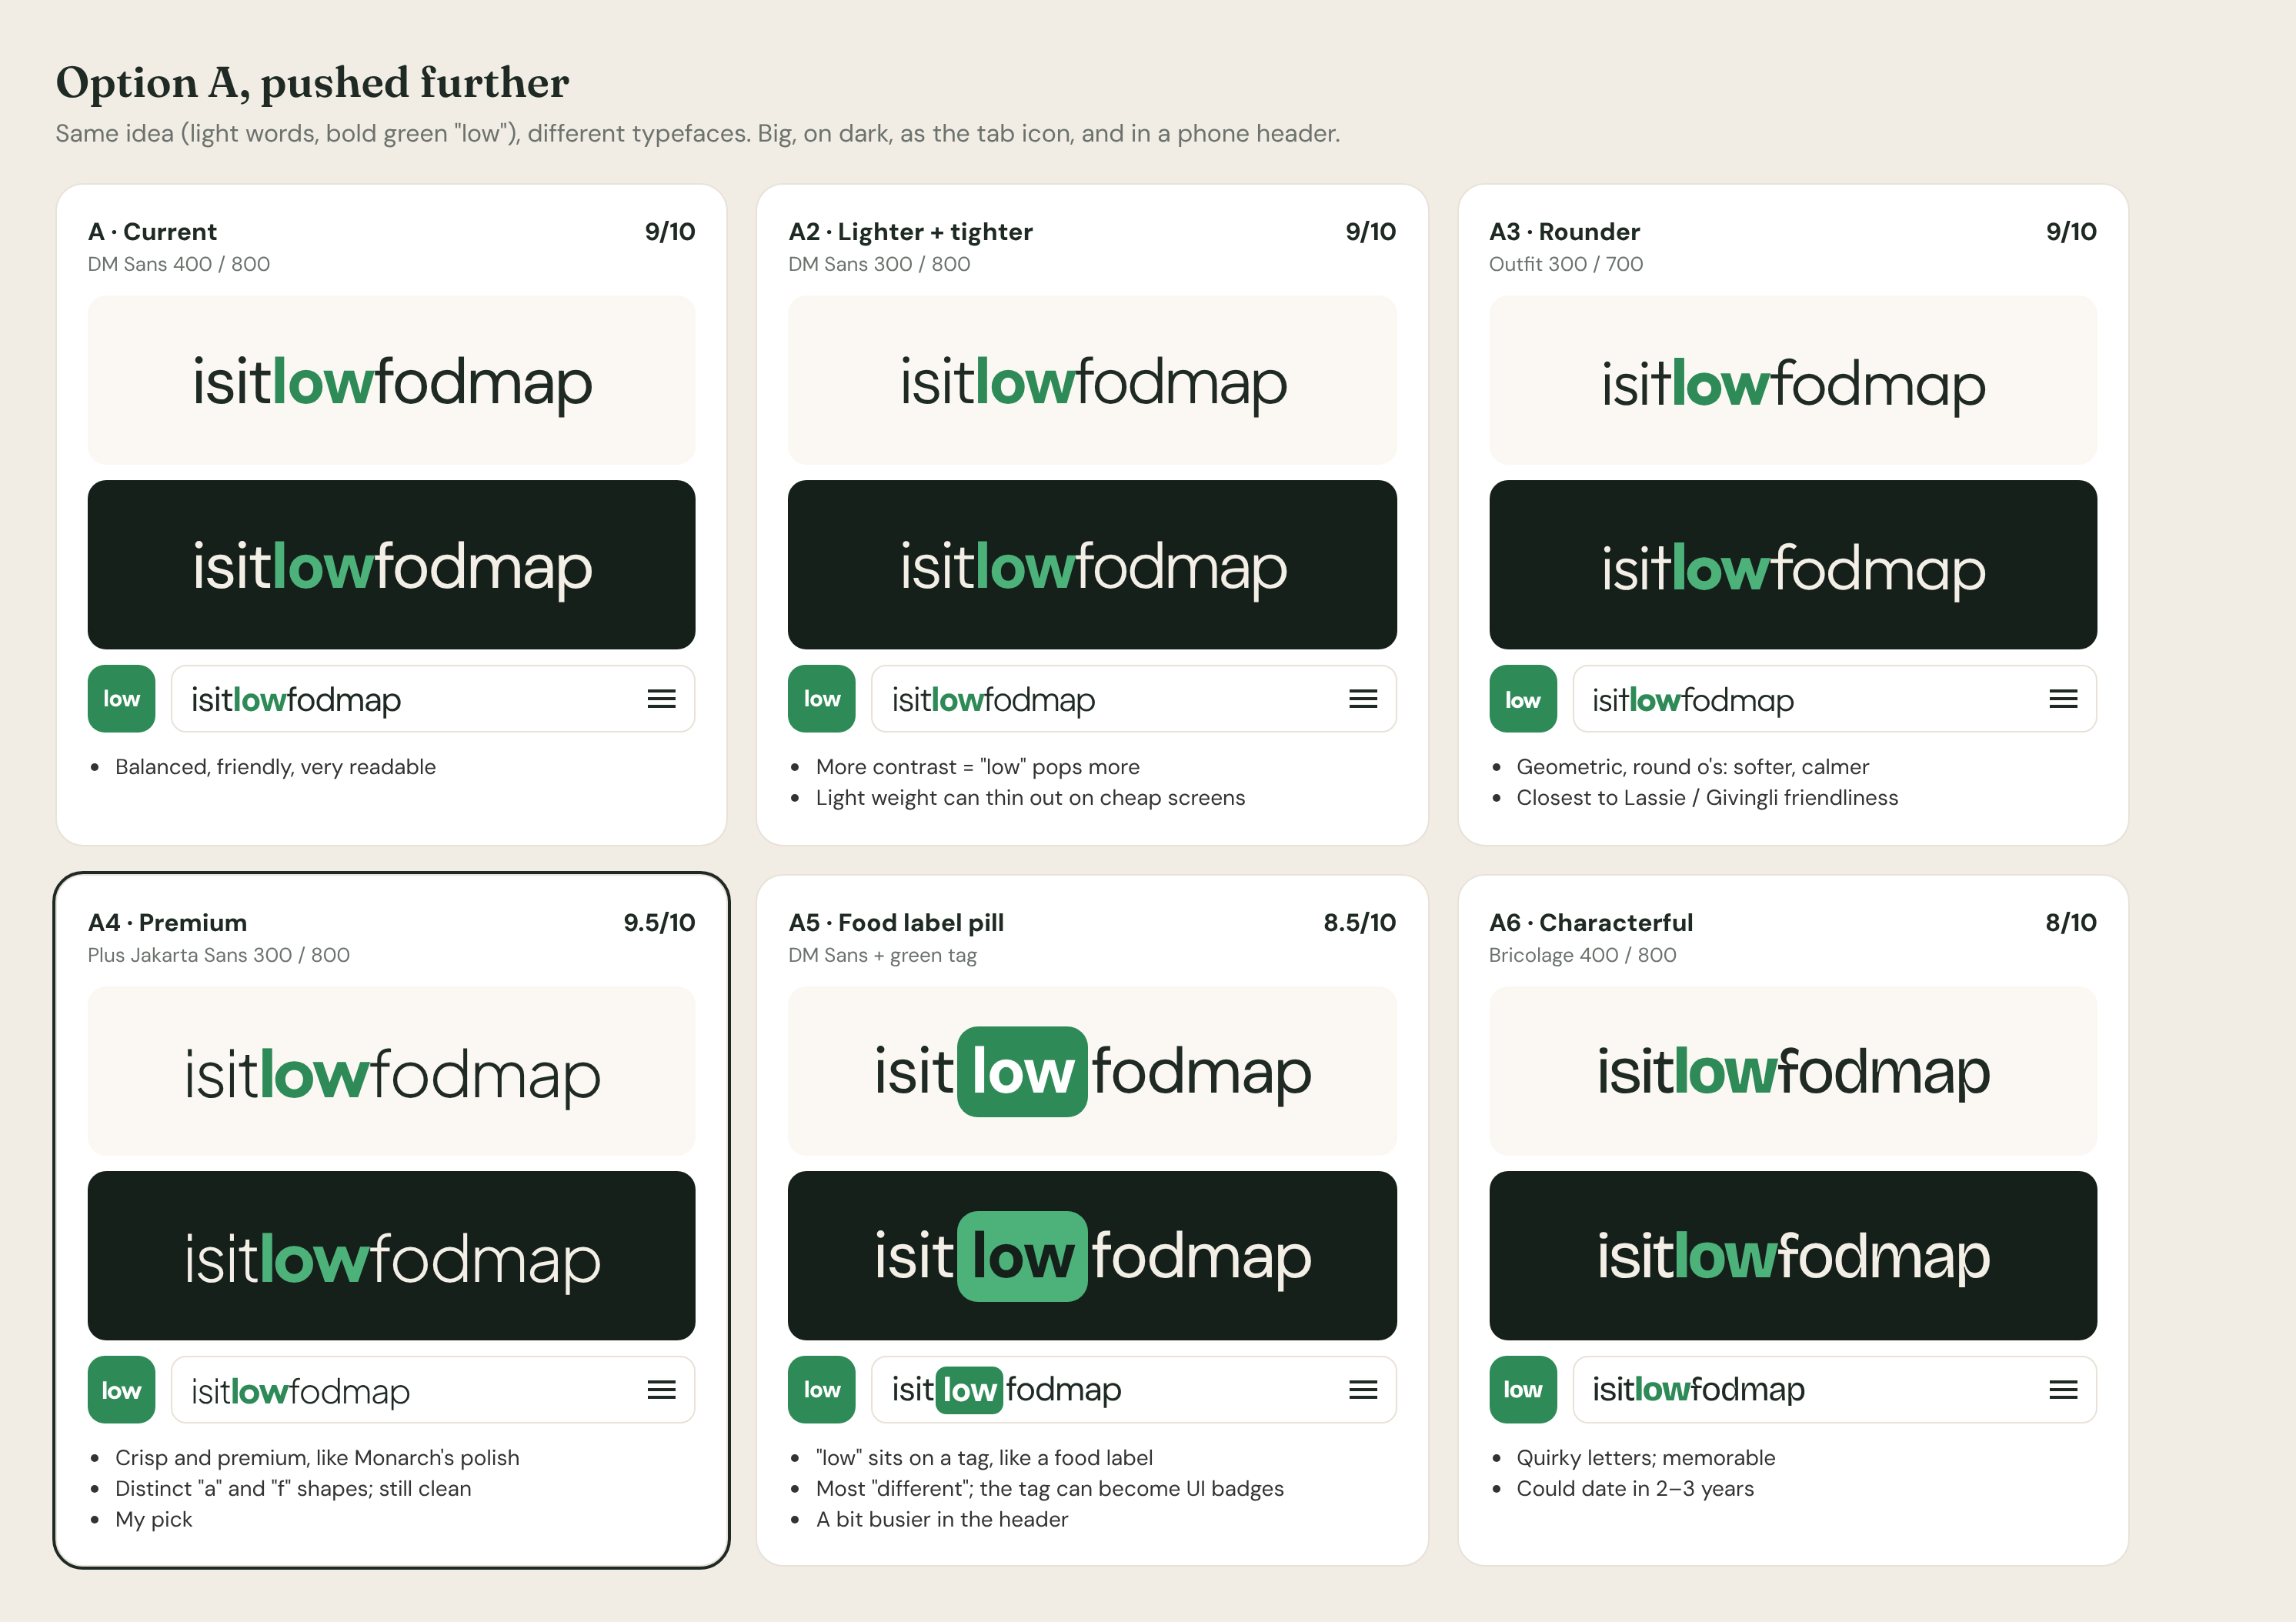 Option A, pushed further
Same idea (light words, bold green "low"), different typefaces. Big, on dark, as the tab icon, and in a phone header.
A · Current
9/10
DM Sans 400 / 800
isitlowfodmap
isitlowfodmap
low
isitlowfodmap
• Balanced, friendly, very readable
A2 · Lighter + tighter
9/10
DM Sans 300 / 800
isitlowfodmap
isitlowfodmap
low
isitlowfodmap
• More contrast = "low" pops more
• Light weight can thin out on cheap screens
A3 · Rounder
9/10
Outfit 300 / 700
isitlowfodmap
isitlowfodmap
low
isitlowfodmap
• Geometric, round o's: softer, calmer
• Closest to Lassie / Givingli friendliness
A4 · Premium
9.5/10
Plus Jakarta Sans 300 / 800
isitlowfodmap
isitlowfodmap
low
isitlowfodmap
• Crisp and premium, like Monarch's polish
• Distinct "a" and "f" shapes; still clean
• My pick
A5 · Food label pill
8.5/10
DM Sans + green tag
isit low fodmap
isit low fodmap
low
isit low fodmap
• "low" sits on a tag, like a food label
• Most "different"; the tag can become UI badges
• A bit busier in the header
A6 · Characterful
8/10
Bricolage 400 / 800
isitlowfodmap
isitlowfodmap
low
isitlowfodmap
• Quirky letters; memorable
• Could date in 2–3 years